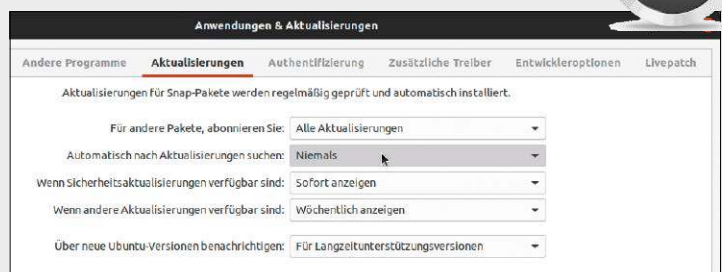 Anwendungen & Aktualisierungen
Andere Programme Aktualisierungen Authentifizierung Zusätzliche Treiber Entwickleroptionen Livepatch
Aktualisierungen für Snap-Pakete werden regelmäßig geprüft und automatisch installiert.
Für andere Pakete, abonnieren Sie: Alle Aktualisierungen
Automatisch nach Aktualisierungen suchen: Niemals
Wenn Sicherheitsaktualisierungen verfügbar sind: Sofort anzeigen
Wenn andere Aktualisierungen verfügbar sind: Wöchentlich anzeigen
Über neue Ubuntu-Versionen benachrichtigen: Für Langzeitunterstützungsversionen